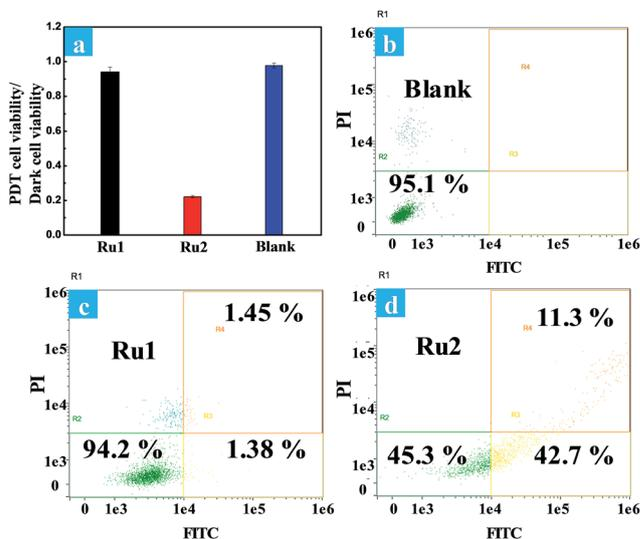 a
PDT cell viability/
Dark cell viability
1.2
1.0
0.8
0.6
0.4
0.2
0.0
Ru1 Ru2 Blank
R1
b
Blank
R4
R2
R3
95.1 %
PI
1e6
1e5
1e4
1e3
0
0 1e3 1e4 1e5 1e6
FITC
R1
c
Ru1
1.45 %
R4
R2
R3
94.2 % 1.38 %
PI
1e6
1e5
1e4
1e3
0
0 1e3 1e4 1e5 1e6
FITC
R1
d
Ru2
11.3 %
R4
R2
R3
45.3 % 42.7 %
PI
1e6
1e5
1e4
1e3
0
0 1e3 1e4 1e5 1e6
FITC